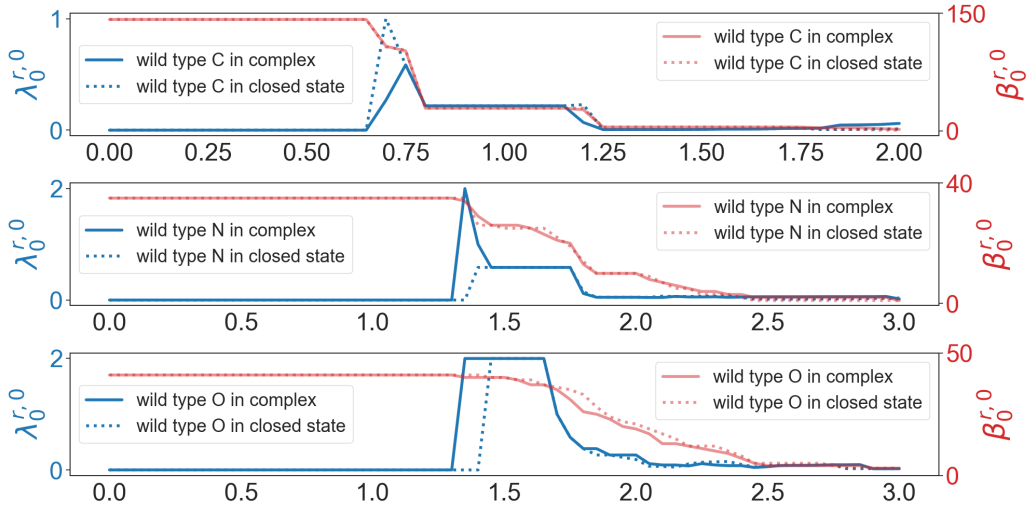 1
0
λ₀^{r, 0}
wild type C in complex
wild type C in closed state
wild type C in complex
wild type C in closed state
150
0
β₀^{r, 0}
0.00 0.25 0.50 0.75 1.00 1.25 1.50 1.75 2.00
2
0
λ₀^{r, 0}
wild type N in complex
wild type N in closed state
wild type N in complex
wild type N in closed state
40
0
β₀^{r, 0}
0.0 0.5 1.0 1.5 2.0 2.5 3.0
2
0
λ₀^{r, 0}
wild type O in complex
wild type O in closed state
wild type O in complex
wild type O in closed state
50
0
β₀^{r, 0}
0.0 0.5 1.0 1.5 2.0 2.5 3.0